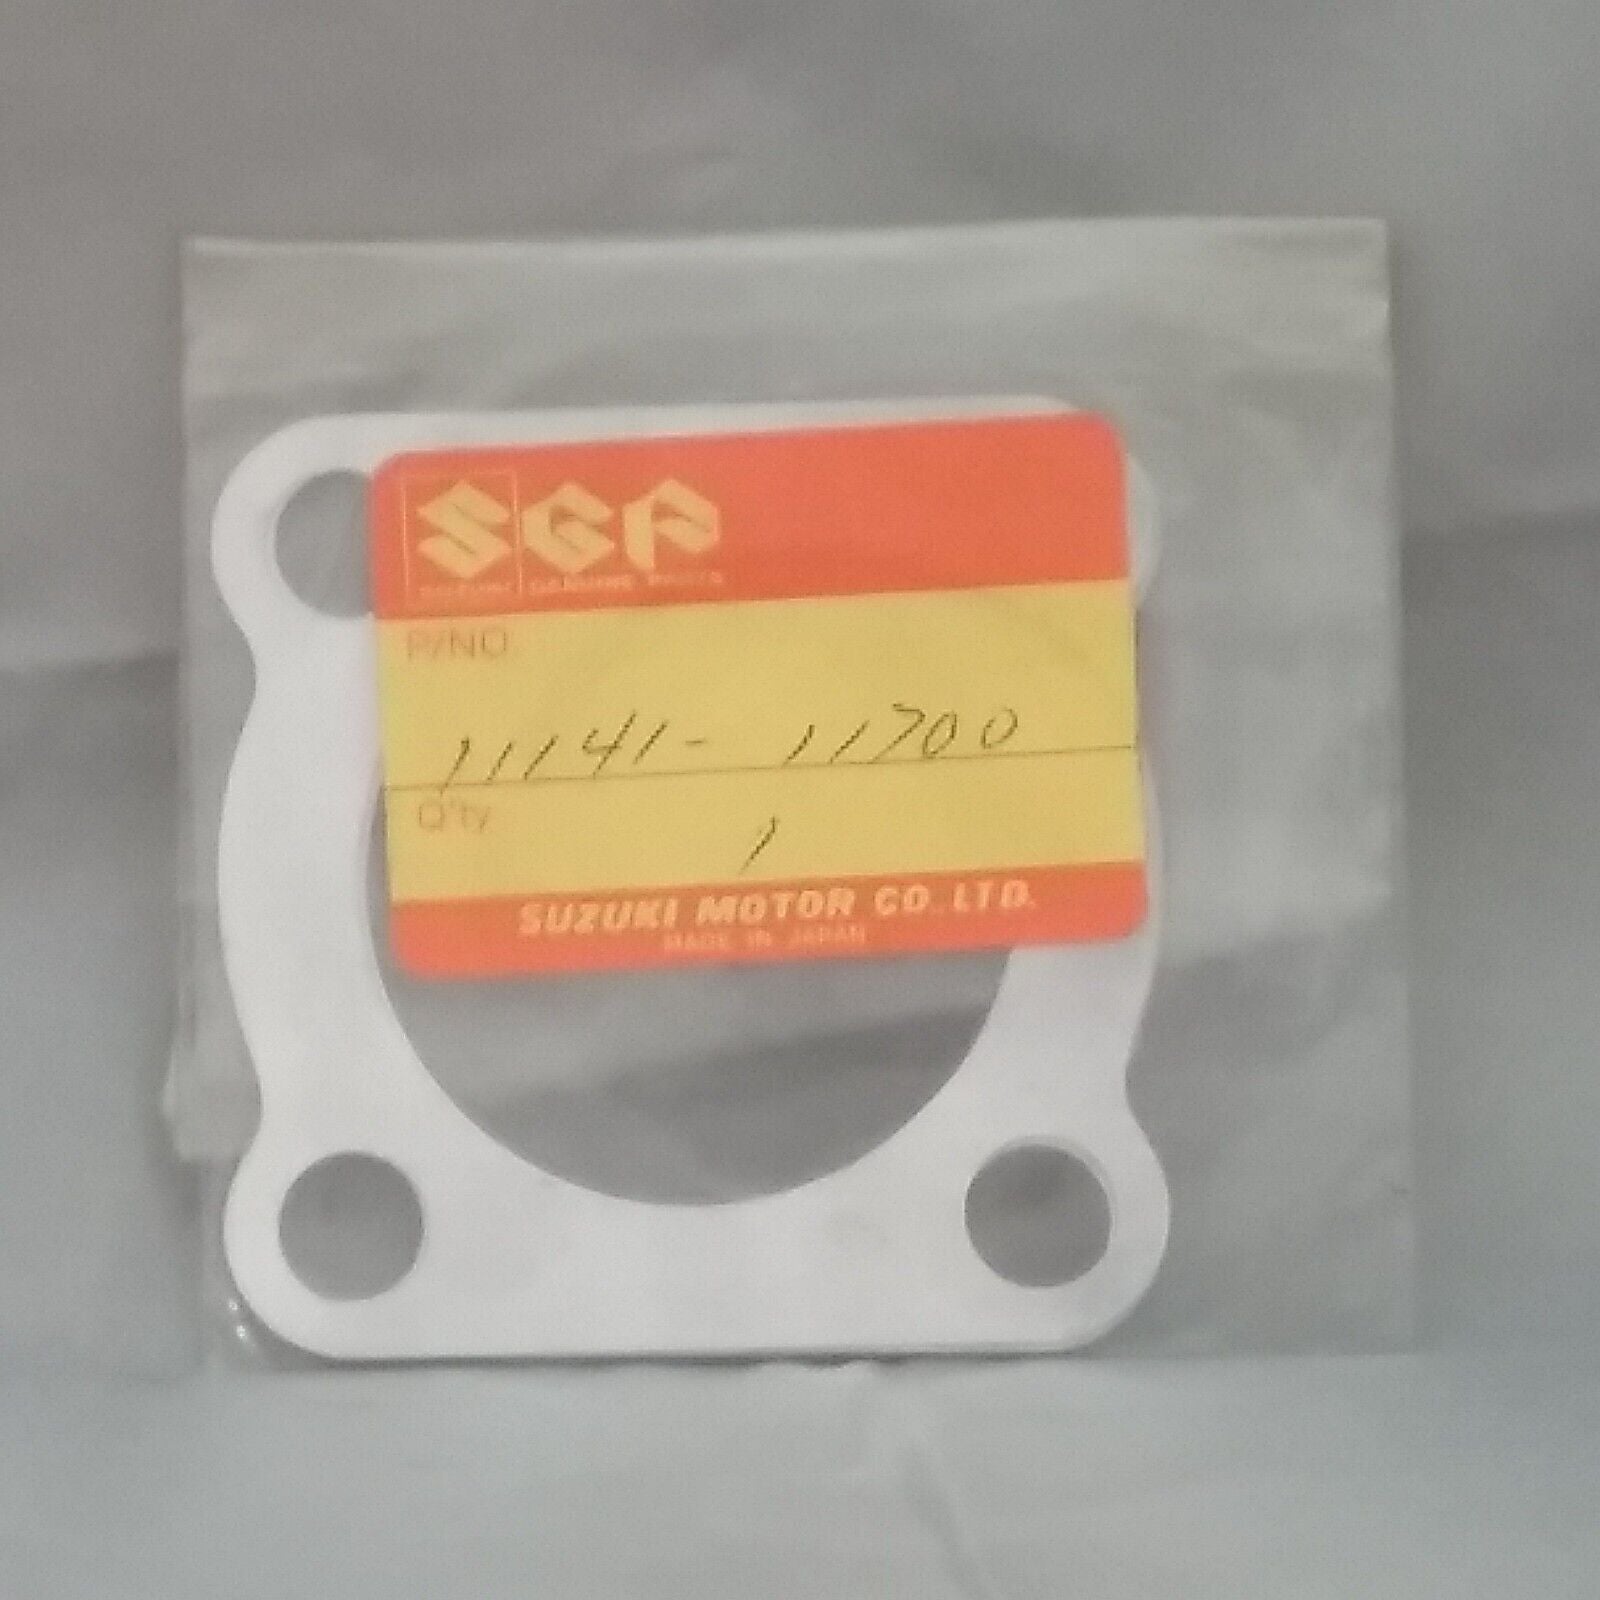 SGP
SUZUKI GENUINE PARTS
P/NO.
11141-11700
Q'ty
1
SUZUKI MOTOR CO., LTD.
MADE IN JAPAN